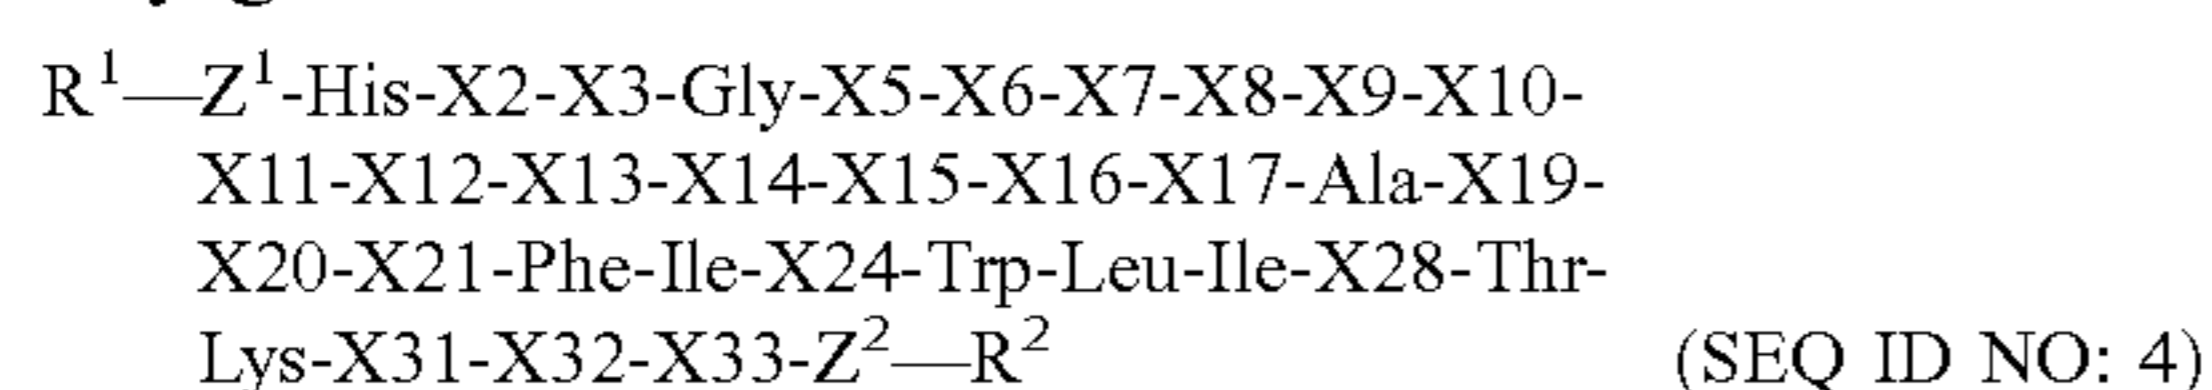 R¹—Z¹-His-X2-X3-Gly-X5-X6-X7-X8-X9-X10-
X11-X12-X13-X14-X15-X16-X17-Ala-X19-
X20-X21-Phe-Ile-X24-Trp-Leu-Ile-X28-Thr-
Lys-X31-X32-X33-Z²—R² (SEQ ID NO: 4)